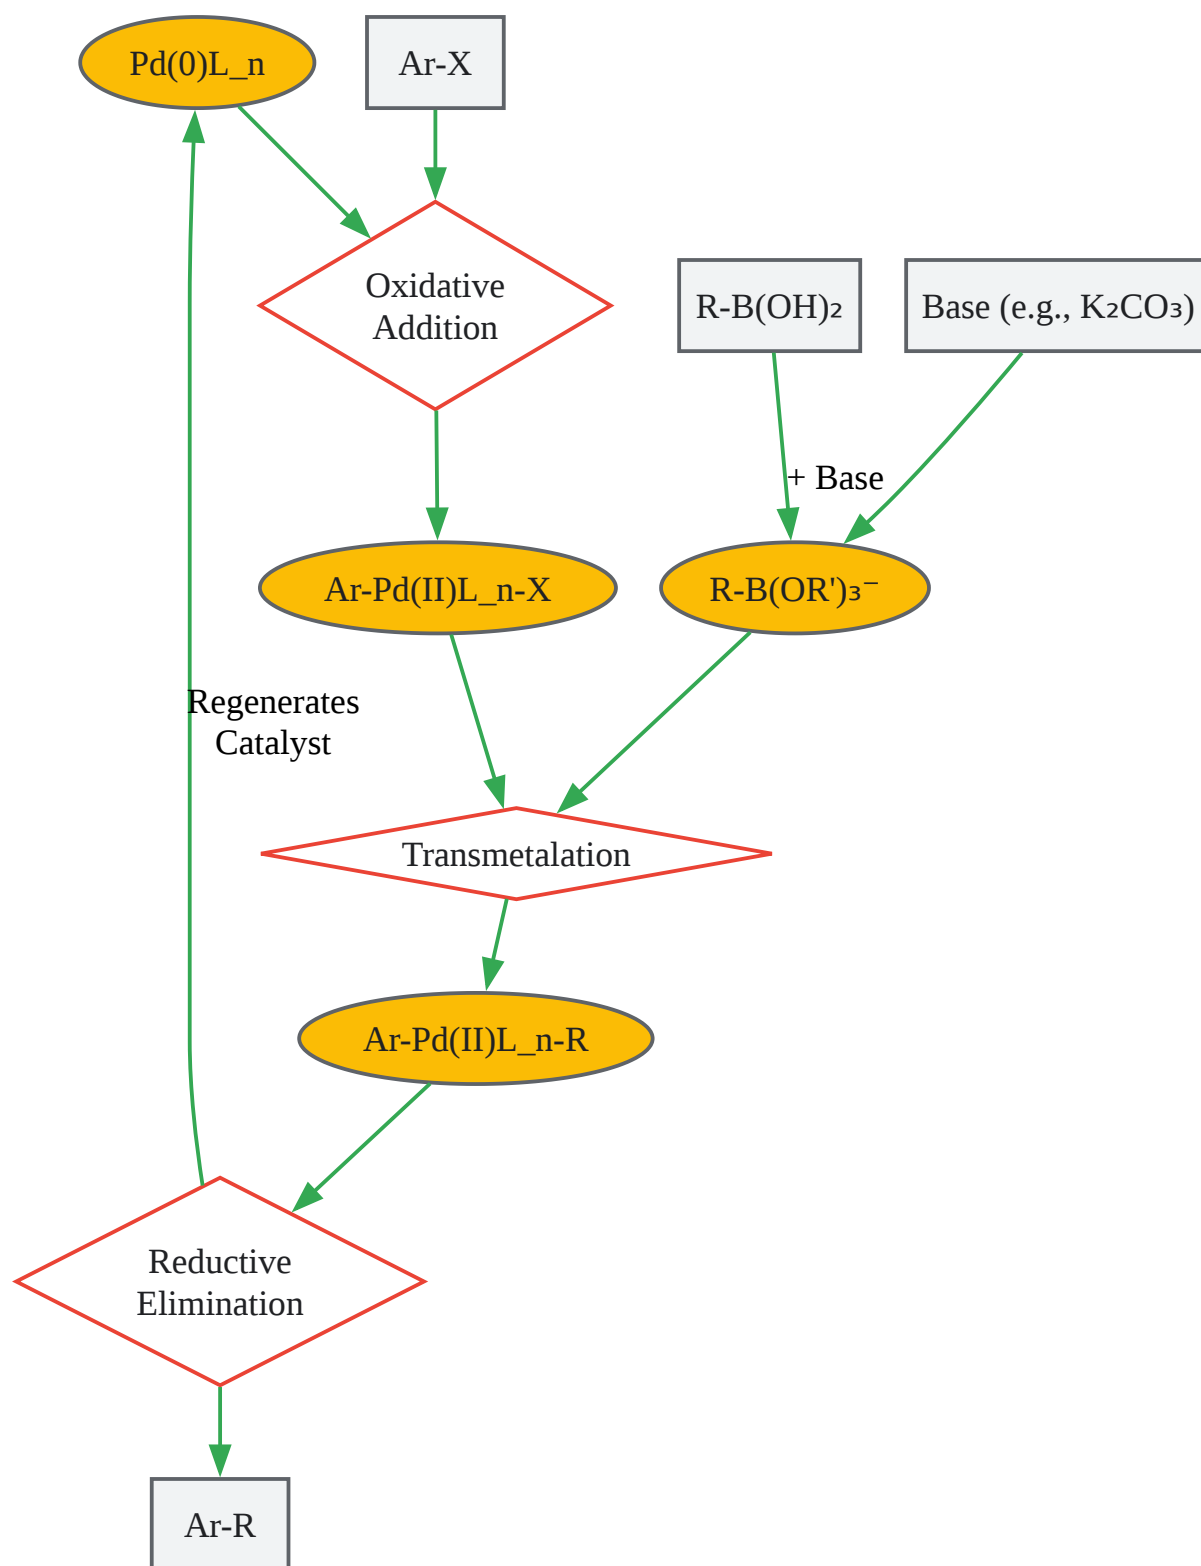 Pd(0)L_n
Ar-X
Oxidative
Addition
R-B(OH)₂
Base (e.g., K₂CO₃)
+ Base
Ar-Pd(II)L_n-X
R-B(OR')₃⁻
Regenerates
Catalyst
Transmetalation
Ar-Pd(II)L_n-R
Reductive
Elimination
Ar-R